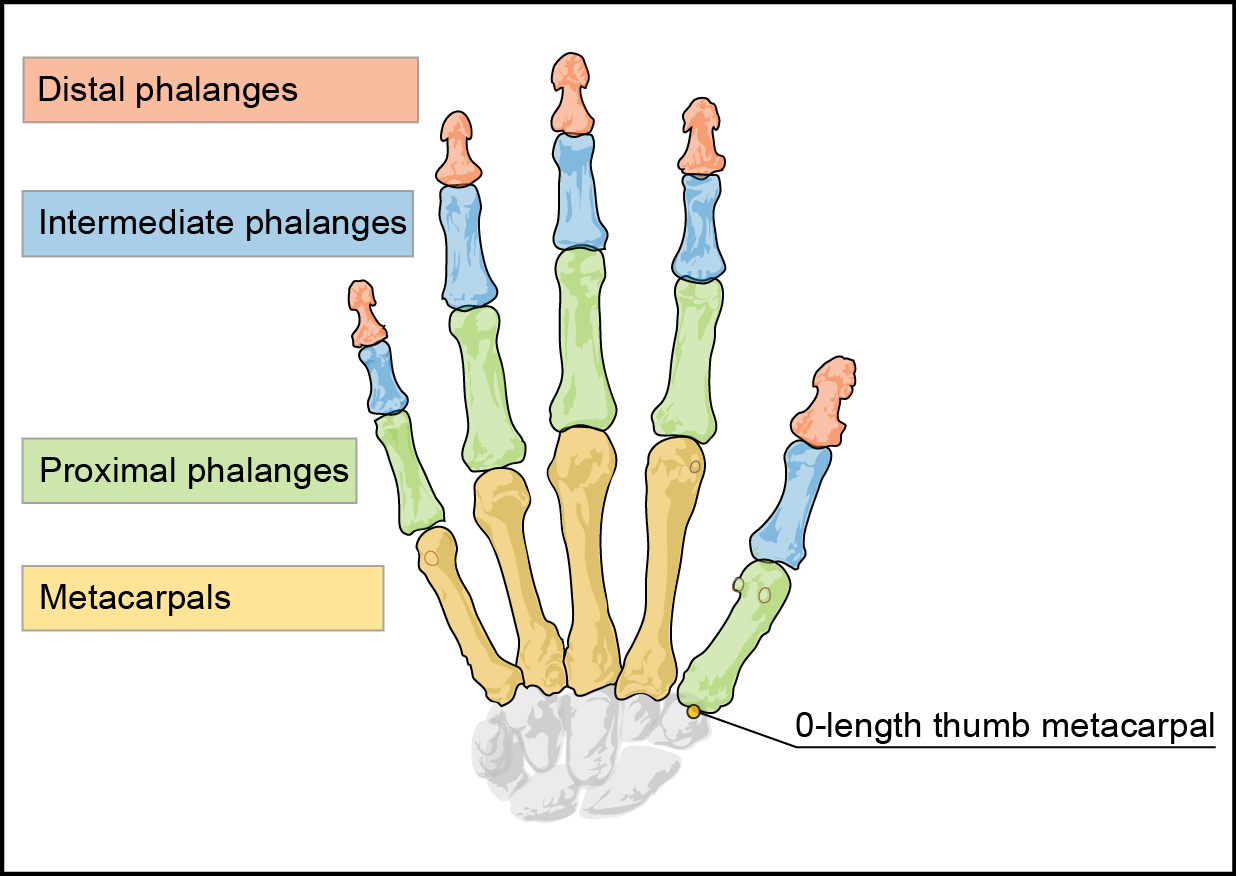 Distal phalanges
Intermediate phalanges
Proximal phalanges
Metacarpals
0-length thumb metacarpal